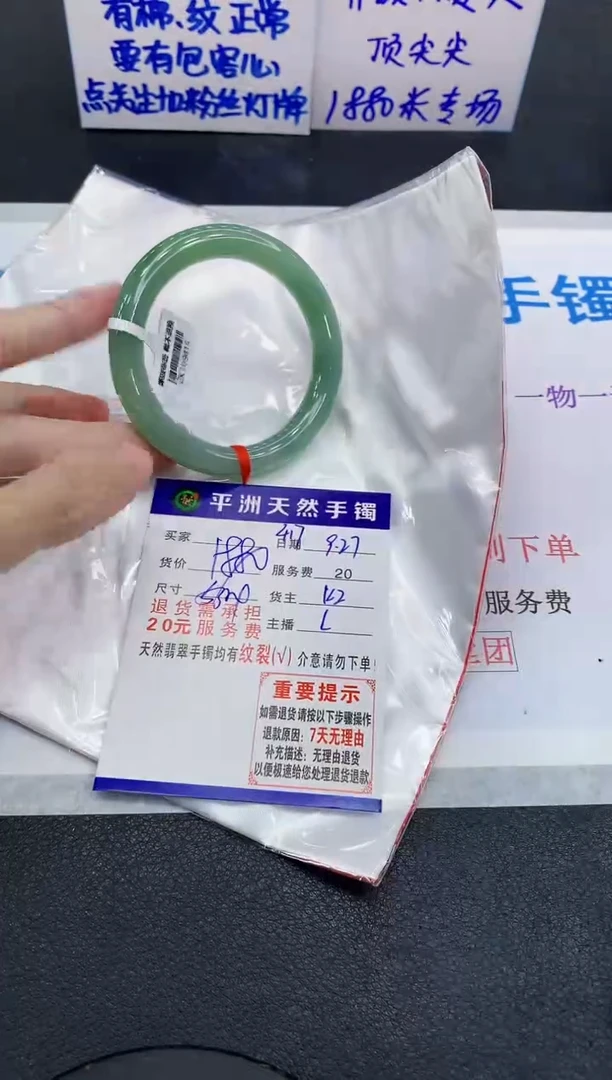 有棉、纹正常
要有包容心
点关注加粉丝灯牌
顶尖尖
1880米专场
手镯
一物一
平洲天然手镯
买家 日期 9.27
货价 1880 服务费 20
尺寸 货主
退货需承担
20元服务费 主播 L
天然翡翠手镯均有纹裂(√)介意请勿下单
重要提示
如需退货请按以下步骤操作
退款原因：7天无理由
补充描述：无理由退货
以便极速给您处理退货退款
下单
服务费
团